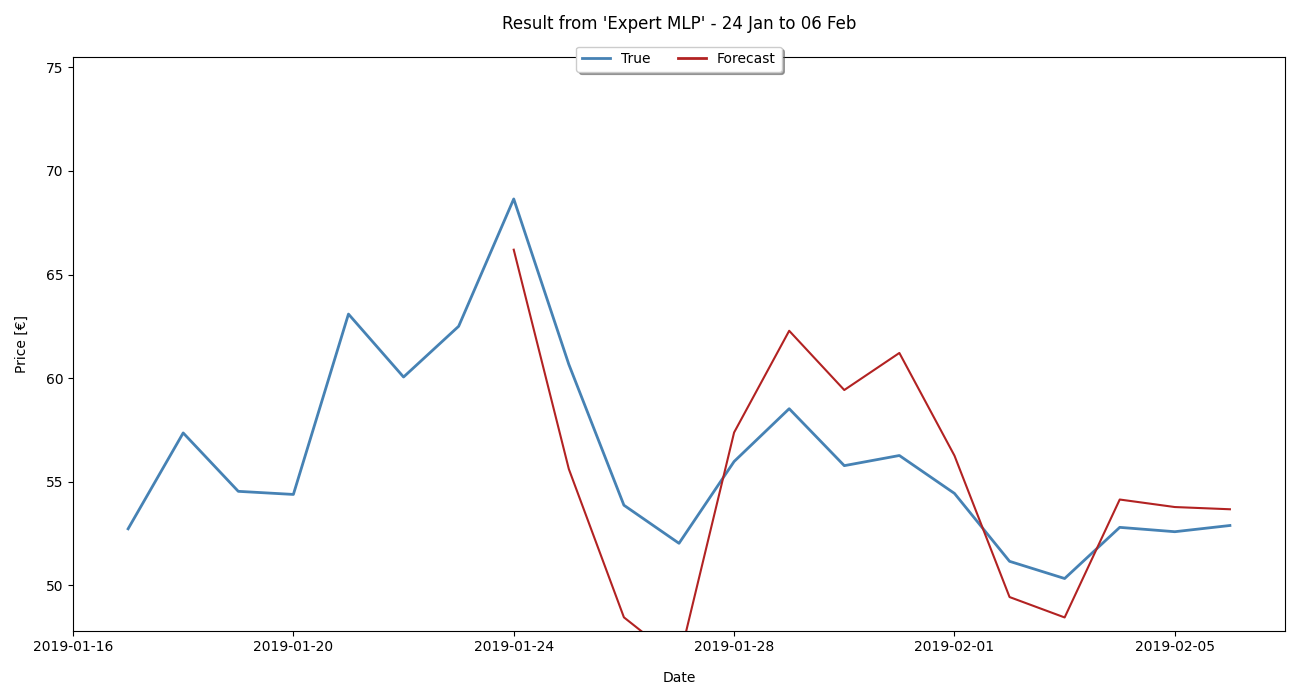 Result from 'Expert MLP' - 24 Jan to 06 Feb
True Forecast
75
70
65
60
55
50
Price [€]
2019-01-16 2019-01-20 2019-01-24 2019-01-28 2019-02-01 2019-02-05
Date